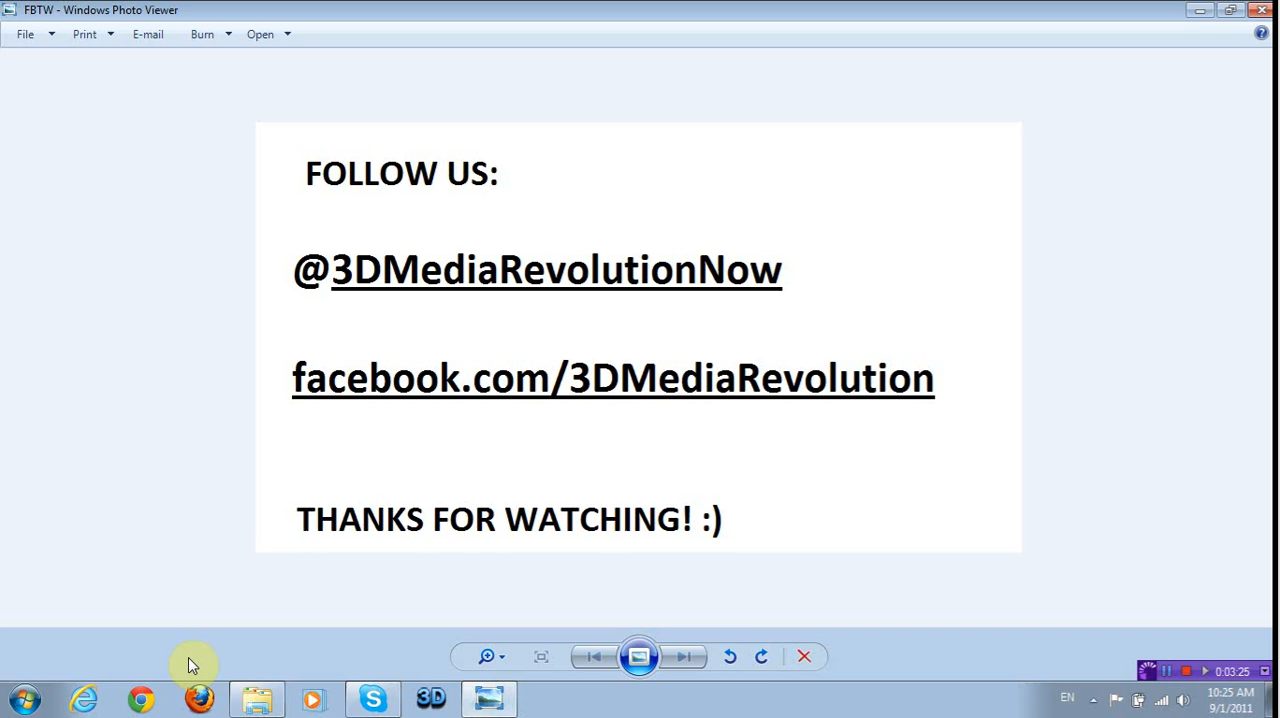 FBTW - Windows Photo Viewer
File Print E-mail Burn Open
FOLLOW US:
@3DMediaRevolutionNow
facebook.com/3DMediaRevolution
THANKS FOR WATCHING! :)
0:03:25
3D
EN
10:25 AM
9/1/2011